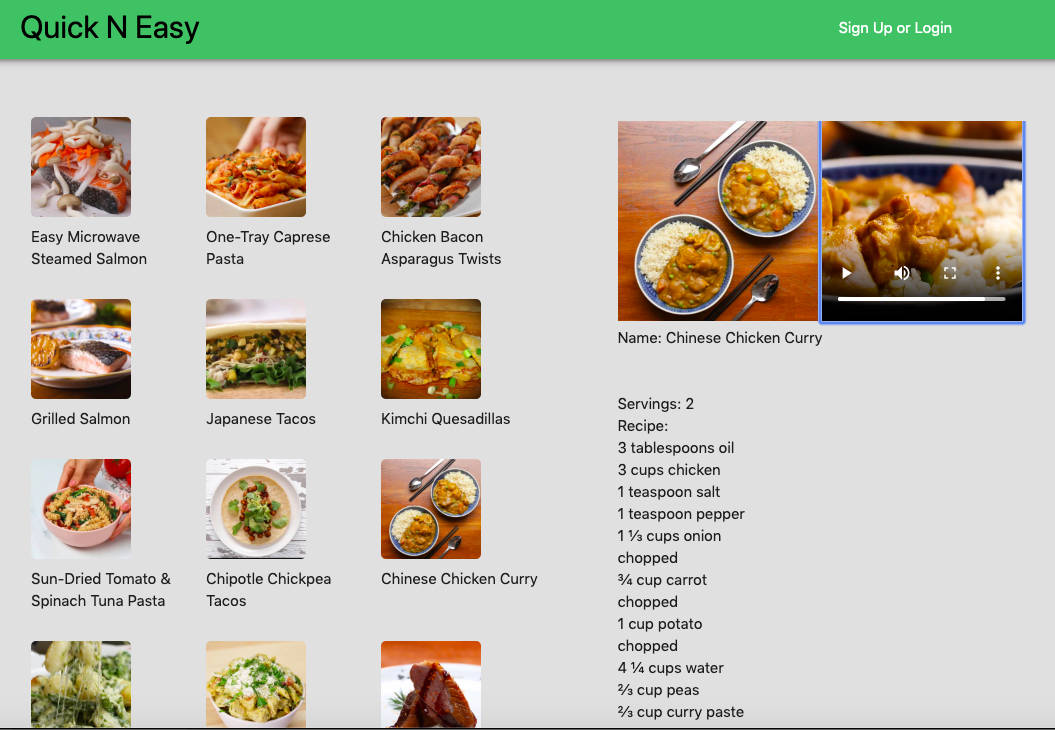 Quick N Easy
Sign Up or Login
Easy Microwave
Steamed Salmon
One-Tray Caprese
Pasta
Chicken Bacon
Asparagus Twists
Grilled Salmon
Japanese Tacos
Kimchi Quesadillas
Sun-Dried Tomato &
Spinach Tuna Pasta
Chipotle Chickpea
Tacos
Chinese Chicken Curry
Name: Chinese Chicken Curry
Servings: 2
Recipe:
3 tablespoons oil
3 cups chicken
1 teaspoon salt
1 teaspoon pepper
1 ⅓ cups onion
chopped
¾ cup carrot
chopped
1 cup potato
chopped
4 ¼ cups water
⅔ cup peas
⅔ cup curry paste